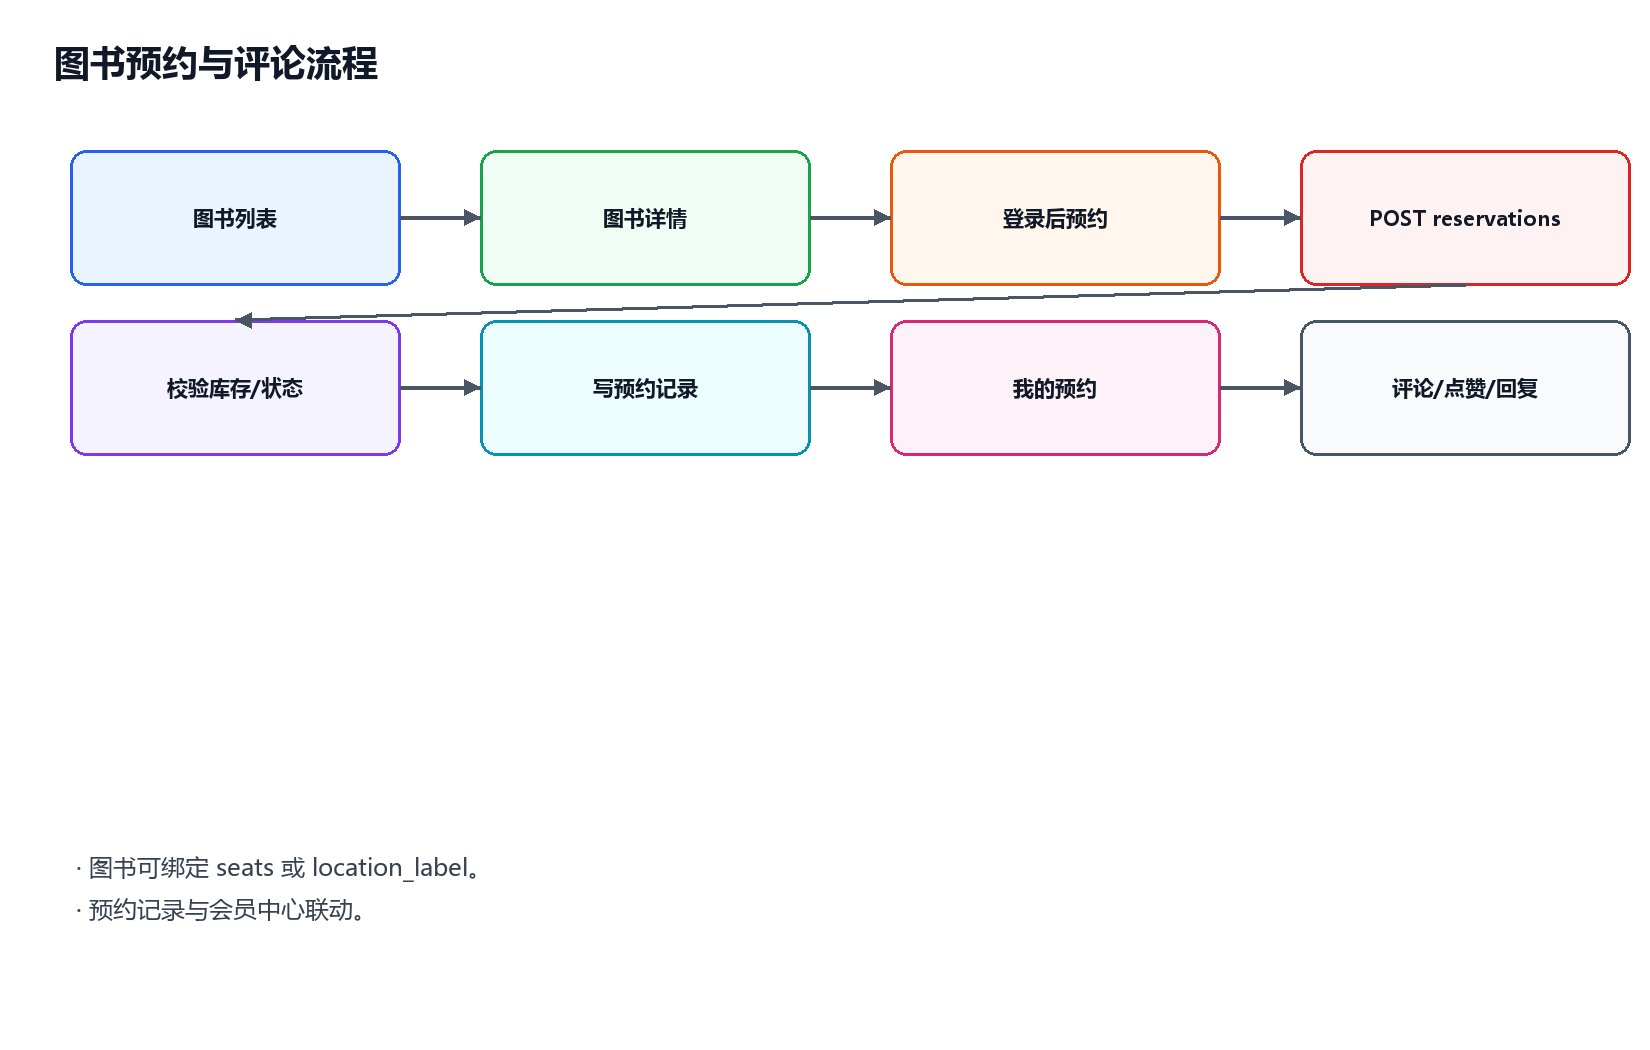 图书预约与评论流程
图书列表
图书详情
登录后预约
POST reservations
校验库存/状态
写预约记录
我的预约
评论/点赞/回复
· 图书可绑定 seats 或 location_label。
· 预约记录与会员中心联动。